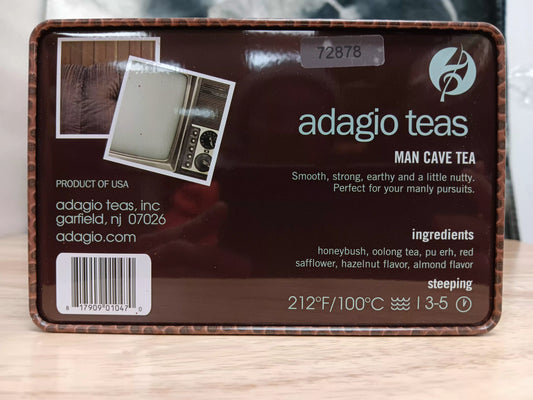 72878
adagio teas
MAN CAVE TEA
Smooth, strong, earthy and a little nutty.
Perfect for your manly pursuits.
PRODUCT OF USA
adagio teas, inc
garfield, nj 07026
adagio.com
ingredients
honeybush, oolong tea, pu erh, red
safflower, hazelnut flavor, almond flavor
steeping
212°F/100°C | 3-5
8 17909 01047 0